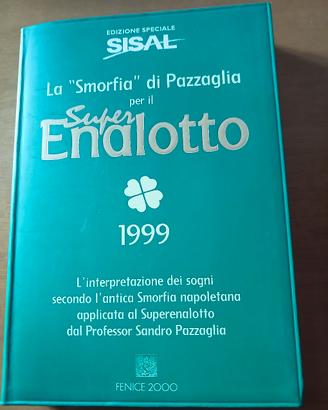 EDIZIONE SPECIALE
SISAL
La "Smorfia" di Pazzaglia
per il
Super
Enalotto
1999
L'interpretazione dei sogni
secondo l'antica Smorfia napoletana
applicata al Superenalotto
dal Professor Sandro Pazzaglia
FENICE 2000